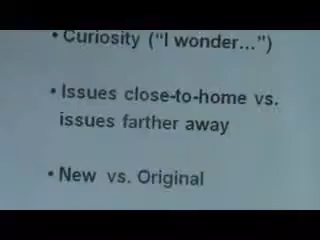 • Curiosity ("I wonder...")
• Issues close-to-home vs.
issues farther away
• New vs. Original